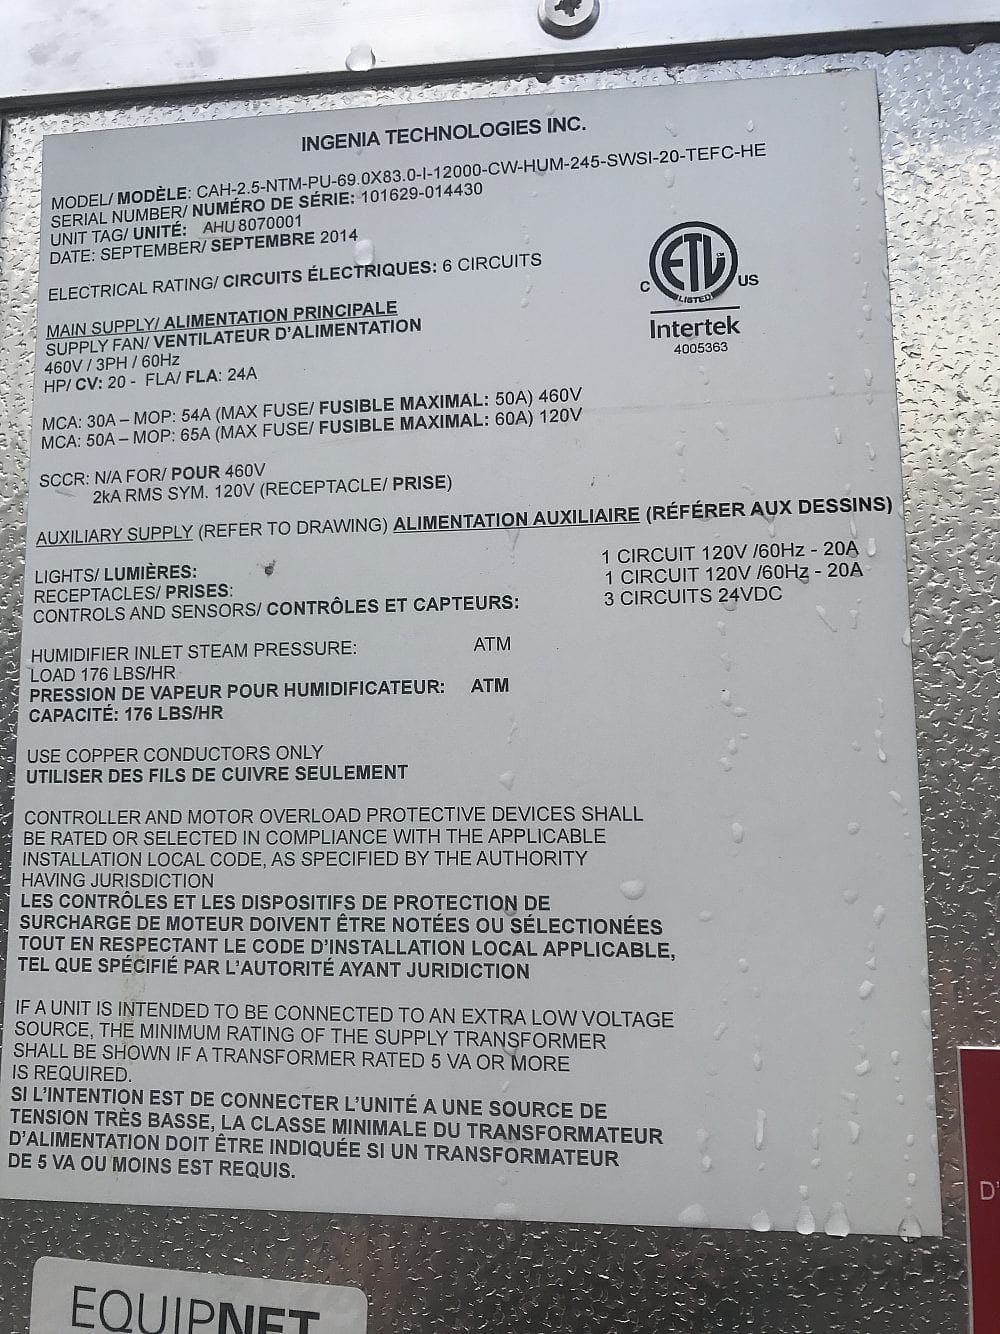 INGENIA TECHNOLOGIES INC.
MODEL/ MODÈLE: CAH-2.5-NTM-PU-69.0X83.0-I-12000-CW-HUM-245-SWSI-20-TEFC-HE
SERIAL NUMBER/ NUMÉRO DE SÉRIE: 101629-014430
UNIT TAG/ UNITÉ: AHU8070001
DATE: SEPTEMBER/ SEPTEMBRE 2014
ELECTRICAL RATING/ CIRCUITS ÉLECTRIQUES: 6 CIRCUITS
ETL CM
LISTED
C US
Intertek
4005363
MAIN SUPPLY/ ALIMENTATION PRINCIPALE
SUPPLY FAN/ VENTILATEUR D'ALIMENTATION
460V / 3PH / 60Hz
HP/ CV: 20 - FLA/ FLA: 24A
MCA: 30A – MOP: 54A (MAX FUSE/ FUSIBLE MAXIMAL: 50A) 460V
MCA: 50A – MOP: 65A (MAX FUSE/ FUSIBLE MAXIMAL: 60A) 120V
SCCR: N/A FOR/ POUR 460V
2kA RMS SYM. 120V (RECEPTACLE/ PRISE)
AUXILIARY SUPPLY (REFER TO DRAWING) ALIMENTATION AUXILIAIRE (RÉFÉRER AUX DESSINS)
LIGHTS/ LUMIÈRES: 1 CIRCUIT 120V /60Hz - 20A
RECEPTACLES/ PRISES: 1 CIRCUIT 120V /60Hz - 20A
CONTROLS AND SENSORS/ CONTRÔLES ET CAPTEURS: 3 CIRCUITS 24VDC
HUMIDIFIER INLET STEAM PRESSURE: ATM
LOAD 176 LBS/HR
PRESSION DE VAPEUR POUR HUMIDIFICATEUR: ATM
CAPACITÉ: 176 LBS/HR
USE COPPER CONDUCTORS ONLY
UTILISER DES FILS DE CUIVRE SEULEMENT
CONTROLLER AND MOTOR OVERLOAD PROTECTIVE DEVICES SHALL
BE RATED OR SELECTED IN COMPLIANCE WITH THE APPLICABLE
INSTALLATION LOCAL CODE, AS SPECIFIED BY THE AUTHORITY
HAVING JURISDICTION
LES CONTRÔLES ET LES DISPOSITIFS DE PROTECTION DE
SURCHARGE DE MOTEUR DOIVENT ÊTRE NOTÉES OU SÉLECTIONÉES
TOUT EN RESPECTANT LE CODE D'INSTALLATION LOCAL APPLICABLE,
TEL QUE SPÉCIFIÉ PAR L'AUTORITÉ AYANT JURIDICTION
IF A UNIT IS INTENDED TO BE CONNECTED TO AN EXTRA LOW VOLTAGE
SOURCE, THE MINIMUM RATING OF THE SUPPLY TRANSFORMER
SHALL BE SHOWN IF A TRANSFORMER RATED 5 VA OR MORE
IS REQUIRED.
SI L'INTENTION EST DE CONNECTER L'UNITÉ A UNE SOURCE DE
TENSION TRÈS BASSE, LA CLASSE MINIMALE DU TRANSFORMATEUR
D'ALIMENTATION DOIT ÊTRE INDIQUÉE SI UN TRANSFORMATEUR
DE 5 VA OU MOINS EST REQUIS.
D'
EQUIPNET